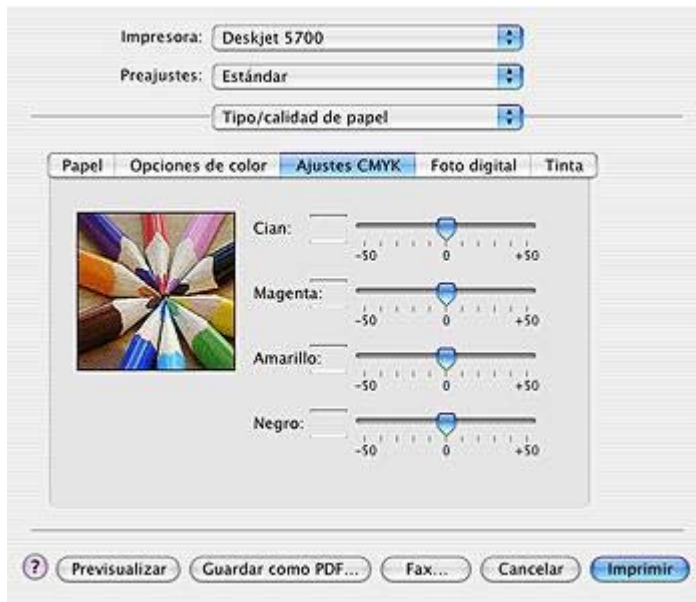 Impresora: Deskjet 5700
Preajustes: Estándar
Tipo/calidad de papel
Papel Opciones de color Ajustes CMYK Foto digital Tinta
Cian:
-50 0 +50
Magenta:
-50 0 +50
Amarillo:
-50 0 +50
Negro:
-50 0 +50
? Previsualizar Guardar como PDF... Fax... Cancelar Imprimir